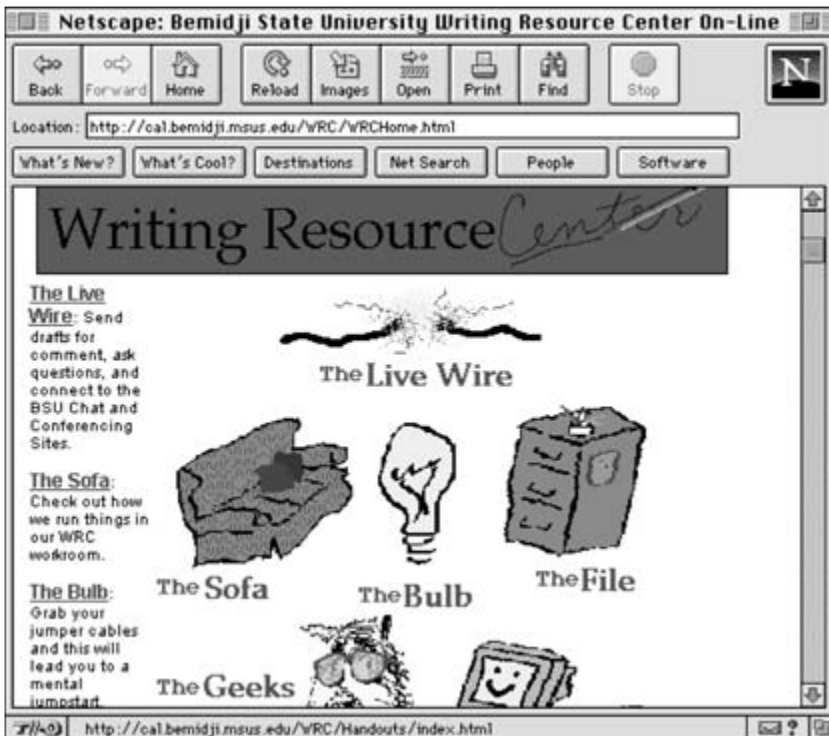 Netscape: Bemidji State University Writing Resource Center On-Line
Back Forward Home Reload Images Open Print Find Stop
N
Location: http://cal.bemidji.msus.edu/WRC/WRCHome.html
What's New? What's Cool? Destinations Net Search People Software
Writing Resource Center
The Live
Wire: Send
drafts for
comment, ask
questions, and
connect to the
BSU Chat and
Conferencing
Sites.
The Sofa:
Check out how
we run things in
our WRC
workroom.
The Bulb:
Grab your
jumper cables
and this will
lead you to a
mental
jumpstart.
The Live Wire
The Sofa
The Bulb
The File
The Geeks
http://cal.bemidji.msus.edu/WRC/Handouts/index.html
?